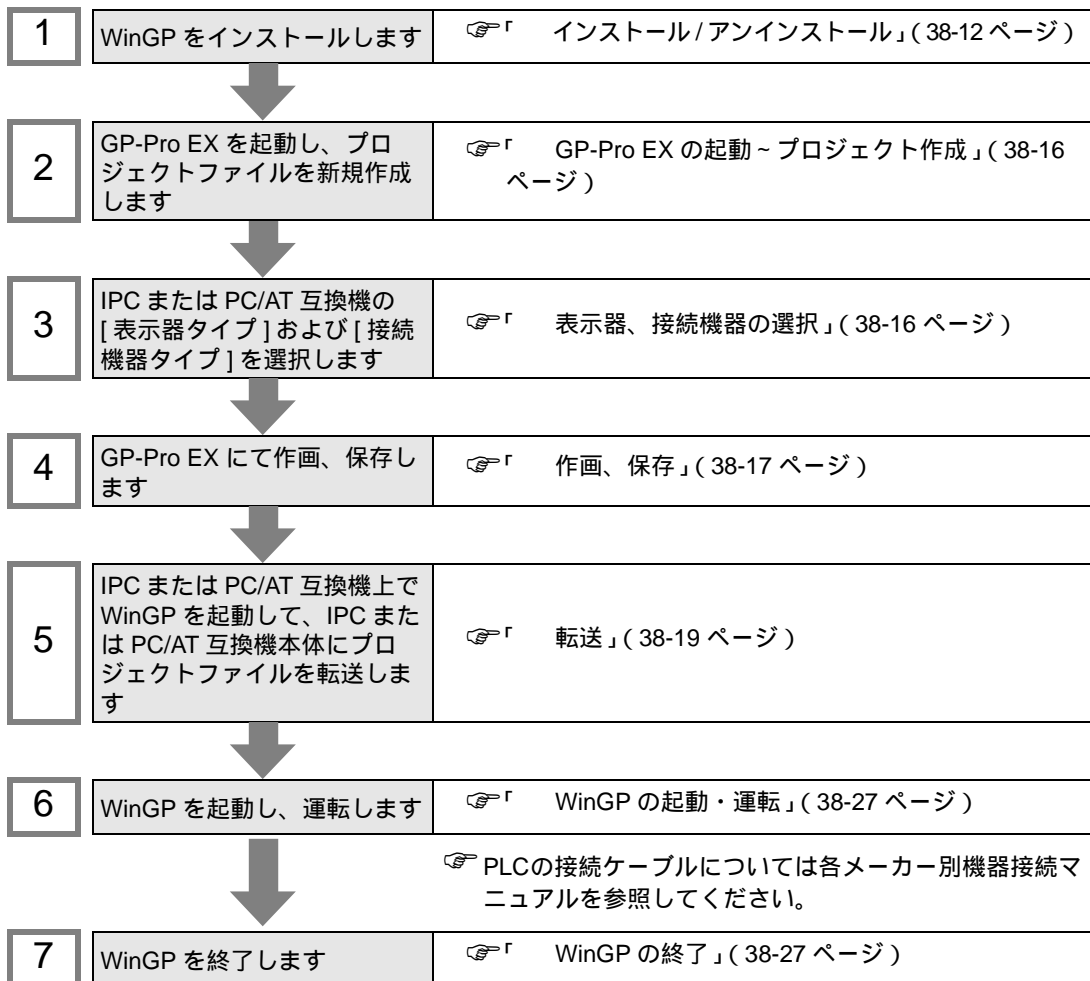 1
WinGP をインストールします
☞「 インストール / アンインストール」( 38-12 ページ )
2
GP-Pro EX を起動し、プロ
ジェクトファイルを新規作成
します
☞「 GP-Pro EX の起動 ~ プロジェクト作成」( 38-16
ページ )
3
IPC または PC/AT 互換機の
[ 表示器タイプ ] および [ 接続
機器タイプ ] を選択します
☞「 表示器、接続機器の選択」( 38-16 ページ )
4
GP-Pro EX にて作画、保存し
ます
☞「 作画、保存」( 38-17 ページ )
5
IPC または PC/AT 互換機上で
WinGP を起動して、IPC また
は PC/AT 互換機本体にプロ
ジェクトファイルを転送しま
す
☞「 転送」( 38-19 ページ )
6
WinGP を起動し、運転します
☞「 WinGP の起動・運転」( 38-27 ページ )
☞ PLCの接続ケーブルについては各メーカー別機器接続マ
ニュアルを参照してください。
7
WinGP を終了します
☞「 WinGP の終了」( 38-27 ページ )